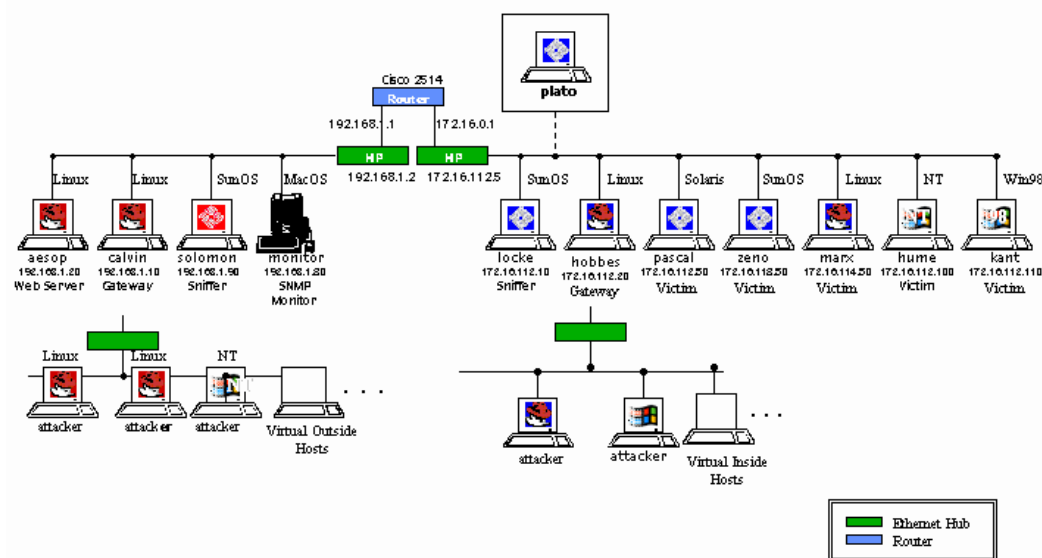 plato
Cisco 2514
Router
192.168.1.1
172.16.0.1
HP
HP
192.168.1.2
172.16.112.5
Linux
Linux
SunOS
MacOS
SunOS
Linux
Solaris
SunOS
Linux
NT
Win98
NT
98
aesop
192.168.1.20
Web Server
calvin
192.168.1.10
Gateway
solomon
192.168.1.90
Sniffer
monitor
192.168.1.80
SNMP
Monitor
locke
172.16.112.10
Sniffer
hobbes
172.16.112.20
Gateway
pascal
172.16.112.50
Victim
zeno
172.16.118.50
Victim
marx
172.16.114.50
Victim
hume
172.16.112.100
Victim
kant
172.16.112.110
Victim
Linux
Linux
NT
NT
attacker
attacker
attacker
Virtual Outside
Hosts
. . .
attacker
attacker
Virtual Inside
Hosts
. . .
Ethernet Hub
Router